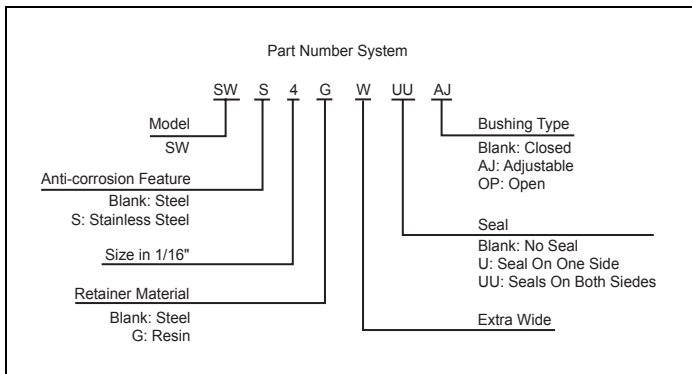 Part Number System
SW S 4 G W UU AJ
Model
SW
Anti-corrosion Feature
Blank: Steel
S: Stainless Steel
Size in 1/16"
Retainer Material
Blank: Steel
G: Resin
Bushing Type
Blank: Closed
AJ: Adjustable
OP: Open
Seal
Blank: No Seal
U: Seal On One Side
UU: Seals On Both Siedes
Extra Wide